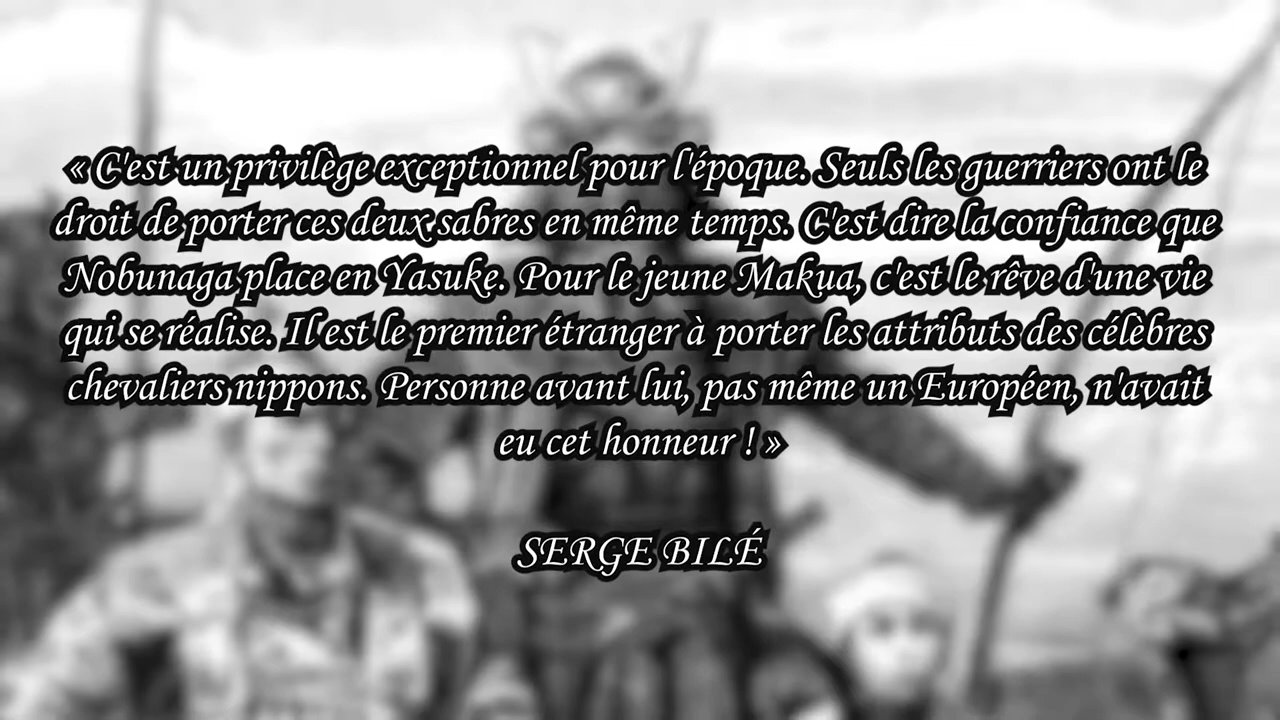 « C'est un privilège exceptionnel pour l'époque. Seuls les guerriers ont le
droit de porter ces deux sabres en même temps. C'est dire la confiance que
Nobunaga place en Yasuke. Pour le jeune Makua, c'est le rêve d'une vie
qui se réalise. Il est le premier étranger à porter les attributs des célèbres
chevaliers nippons. Personne avant lui, pas même un Européen, n'avait
eu cet honneur ! »
SERGE BILÉ